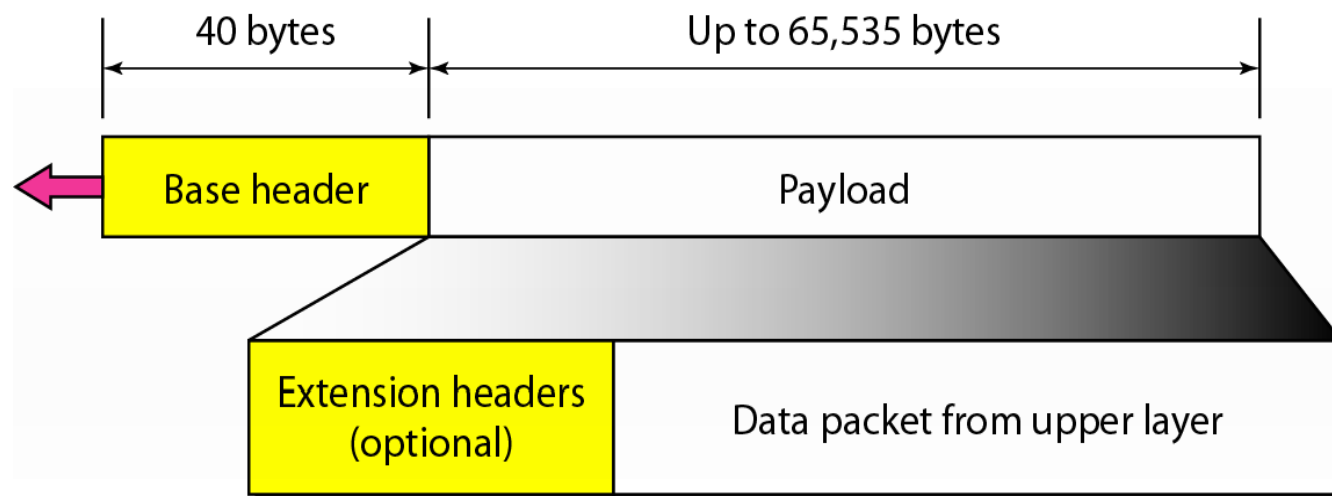 40 bytes
Up to 65,535 bytes
Base header
Payload
Extension headers
(optional)
Data packet from upper layer